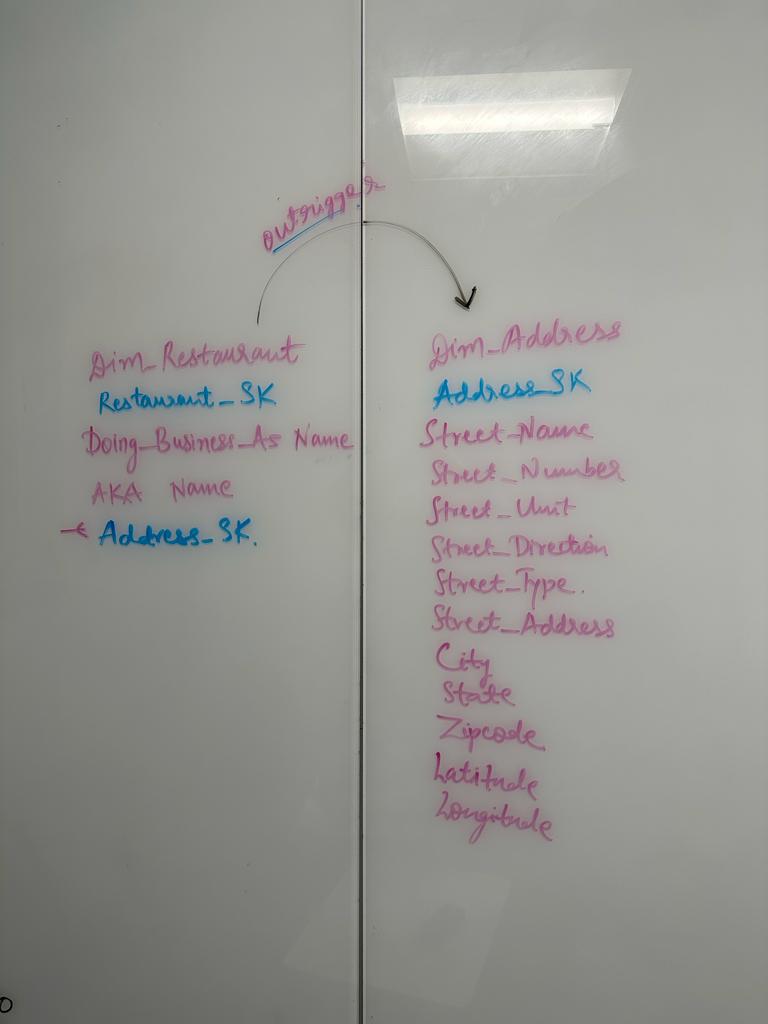 outrigger
Dim_Restaurant
Restaurant_SK
Doing_Business_As Name
AKA Name
Address_SK.
Dim_Address
Address_SK
Street_Name
Street_Number
Street_Unit
Street_Direction
Street_Type.
Street_Address
City
State
Zipcode
Latitude
Longitude